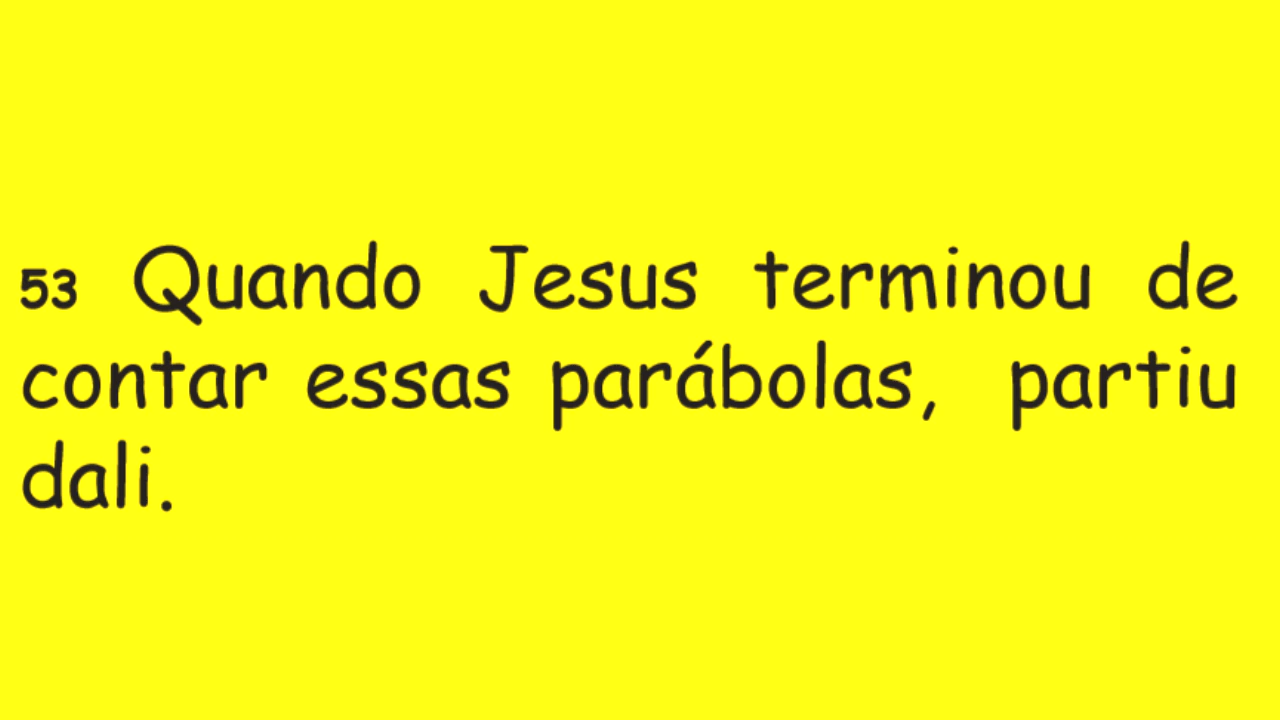 53 Quando Jesus terminou de
contar essas parábolas, partiu
dali.